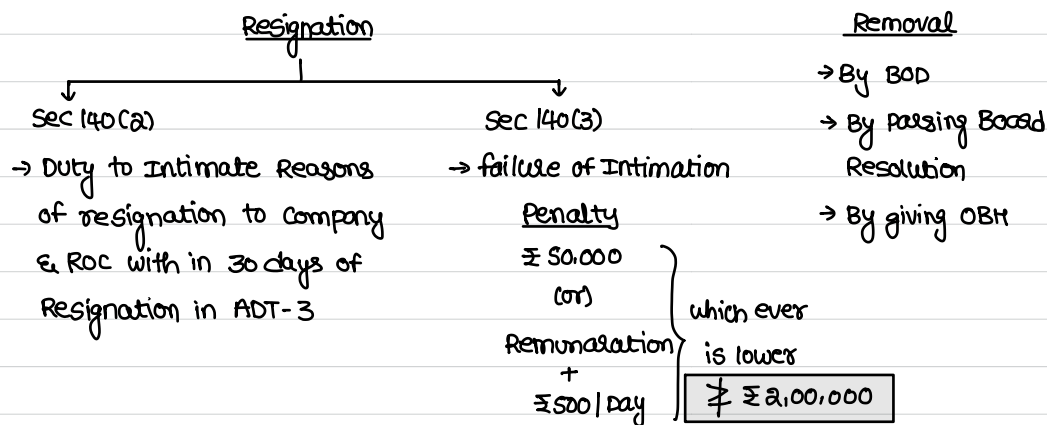 Resignation
Sec 140(2)
→ Duty to Intimate Reasons
of resignation to Company
& ROC with in 30 days of
Resignation in ADT-3
Sec 140(3)
→ failure of Intimation
Penalty
₹ 50,000
(or)
Remunaration
+
₹500/Day
which ever
is lower
≯ ₹2,00,000
Removal
→ By BOD
→ By passing Board
Resolution
→ By giving OBH